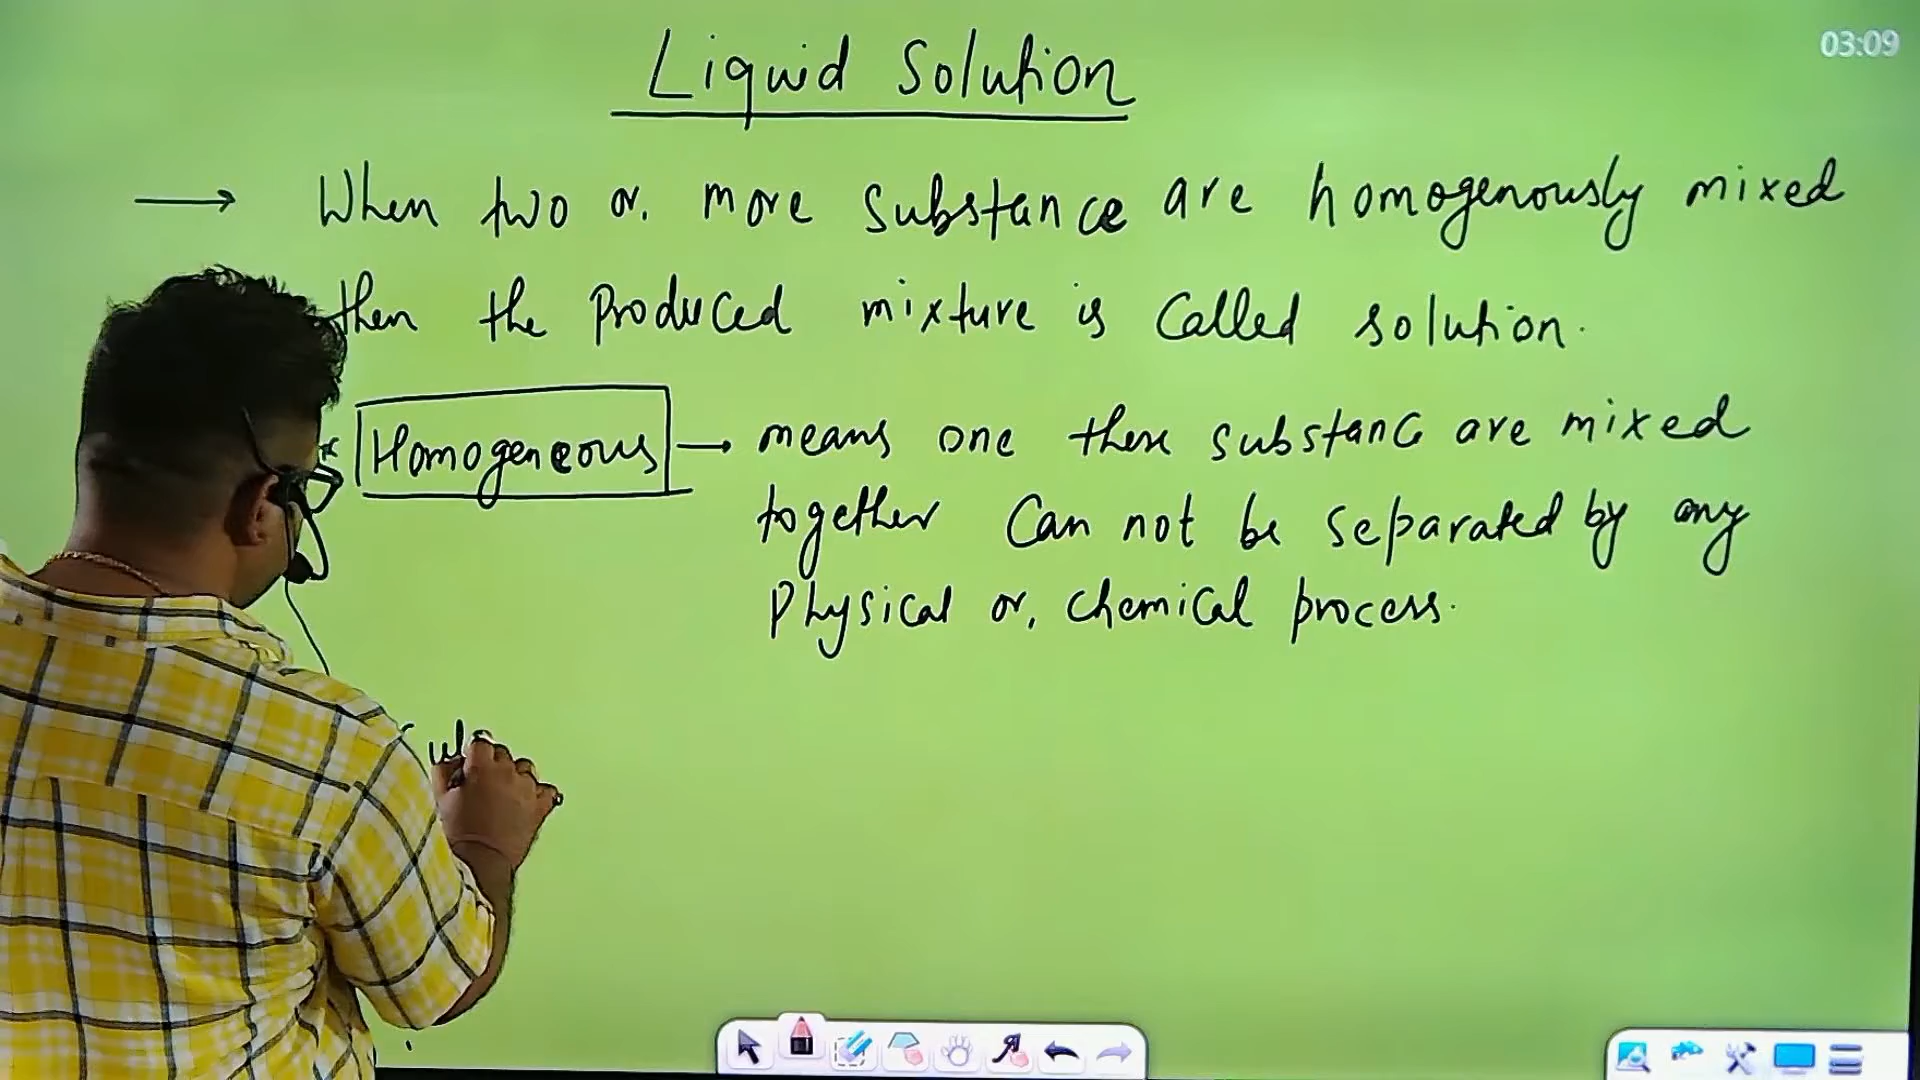 03:09
Liquid Solution
→ When two or. more substance are homogenously mixed
then the produced mixture is called solution.
Homogeneous → means one these substanc are mixed
together can not be separated by any
physical or, chemical process.